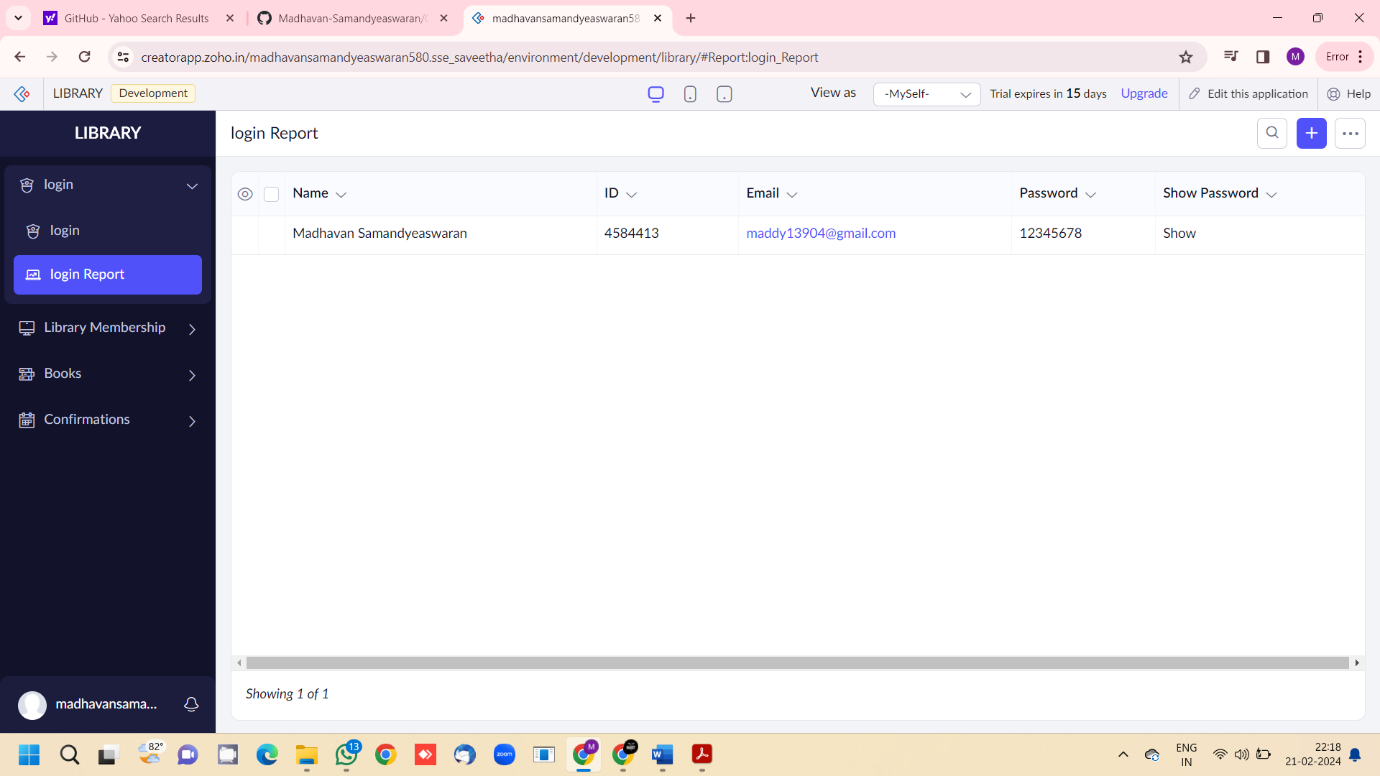 GitHub - Yahoo Search Results
Madhavan-Samandyeaswaran/
madhavansamandyeaswaran58
creatorapp.zoho.in/madhavansamandyeaswaran580.sse_saveetha/environment/development/library/#Report:login_Report
M
Error
LIBRARY
Development
View as
-MySelf-
Trial expires in 15 days
Upgrade
Edit this application
Help
LIBRARY
login Report
login
login
login Report
Library Membership
Books
Confirmations
Name ID Email Password Show Password
Madhavan Samandyeaswaran 4584413 maddy13904@gmail.com 12345678 Show
Showing 1 of 1
madhavansama...
82°
13
zoom
M
W
ENG
IN
22:18
21-02-2024